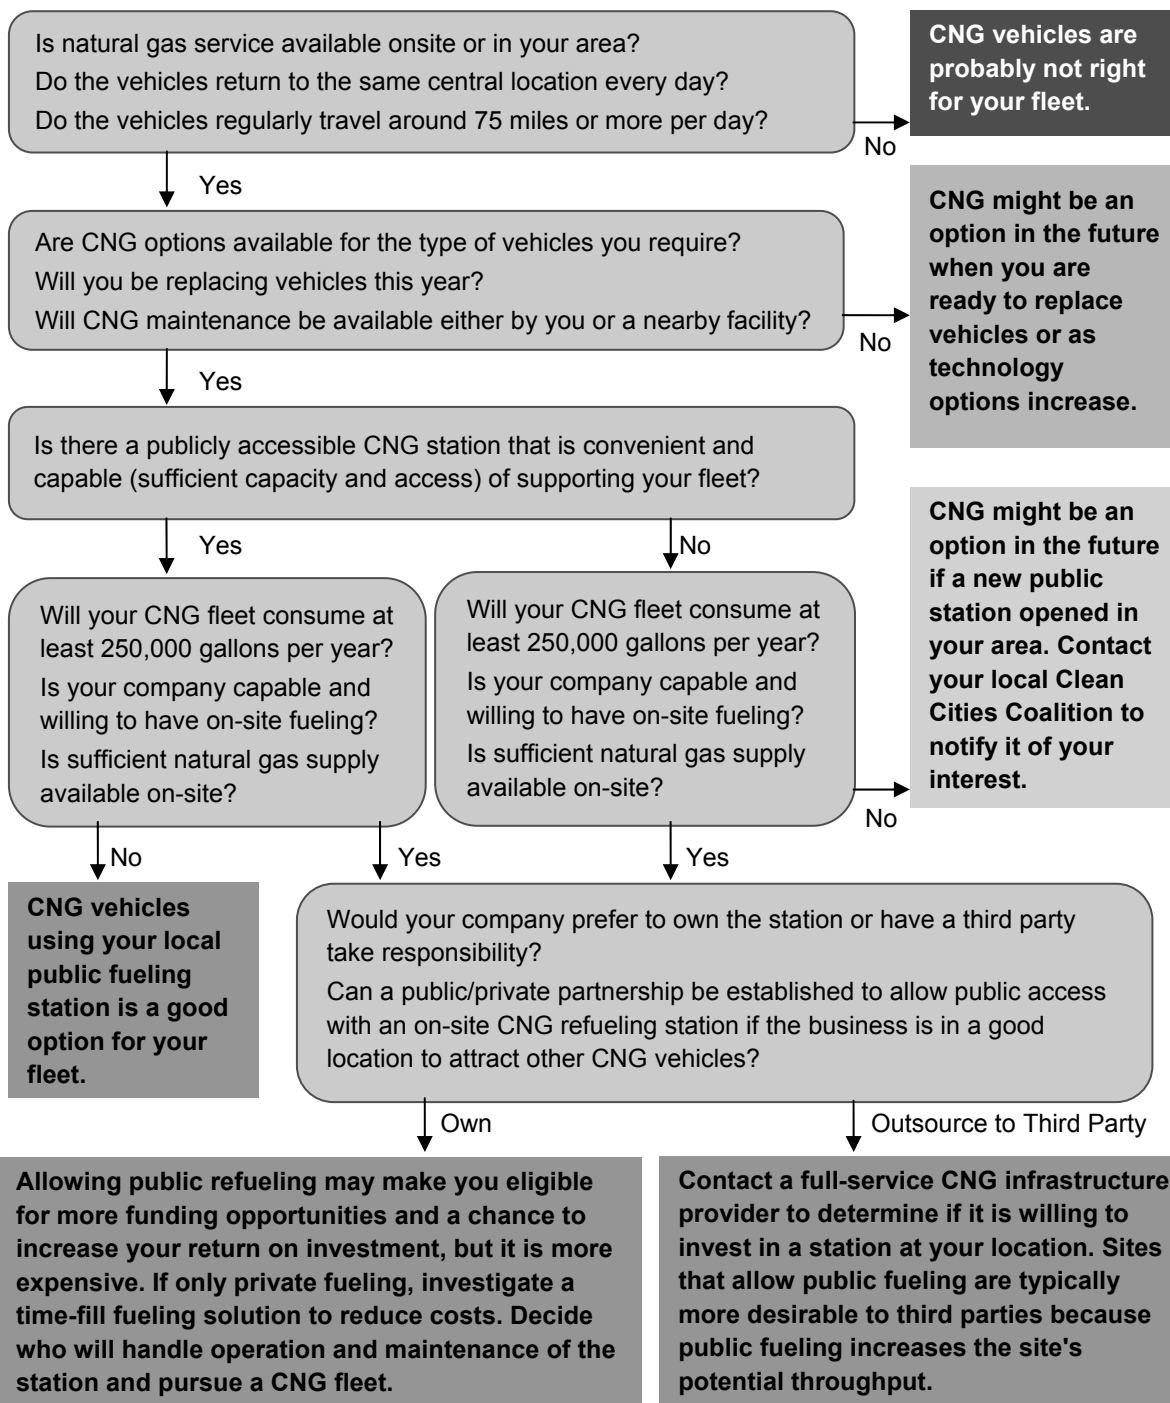 Is natural gas service available onsite or in your area?
Do the vehicles return to the same central location every day?
Do the vehicles regularly travel around 75 miles or more per day?
No
CNG vehicles are
probably not right
for your fleet.
Yes
Are CNG options available for the type of vehicles you require?
Will you be replacing vehicles this year?
Will CNG maintenance be available either by you or a nearby facility?
No
CNG might be an
option in the future
when you are
ready to replace
vehicles or as
technology
options increase.
Yes
Is there a publicly accessible CNG station that is convenient and
capable (sufficient capacity and access) of supporting your fleet?
Yes
No
Will your CNG fleet consume at
least 250,000 gallons per year?
Is your company capable and
willing to have on-site fueling?
Is sufficient natural gas supply
available on-site?
Will your CNG fleet consume at
least 250,000 gallons per year?
Is your company capable and
willing to have on-site fueling?
Is sufficient natural gas supply
available on-site?
No
CNG might be an
option in the future
if a new public
station opened in
your area. Contact
your local Clean
Cities Coalition to
notify it of your
interest.
No
Yes
Yes
CNG vehicles
using your local
public fueling
station is a good
option for your
fleet.
Would your company prefer to own the station or have a third party
take responsibility?
Can a public/private partnership be established to allow public access
with an on-site CNG refueling station if the business is in a good
location to attract other CNG vehicles?
Own
Outsource to Third Party
Allowing public refueling may make you eligible
for more funding opportunities and a chance to
increase your return on investment, but it is more
expensive. If only private fueling, investigate a
time-fill fueling solution to reduce costs. Decide
who will handle operation and maintenance of the
station and pursue a CNG fleet.
Contact a full-service CNG infrastructure
provider to determine if it is willing to
invest in a station at your location. Sites
that allow public fueling are typically
more desirable to third parties because
public fueling increases the site's
potential throughput.